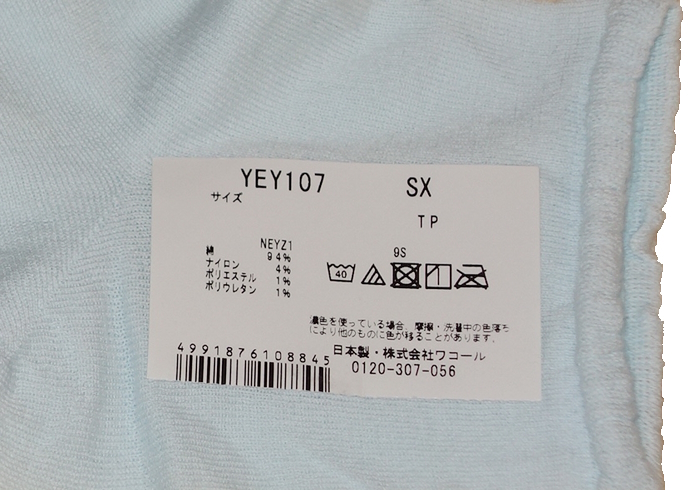 YEY107 SX
サイズ
TP
NEYZ1
綿 94%
ナイロン 4%
ポリエステル 1%
ポリウレタン 1%
9S
40
濃色を使っている場合、摩擦・洗濯中の色落ち
により他のものに色が移ることがあります。
4991876108845
日本製・株式会社ワコール
0120-307-056